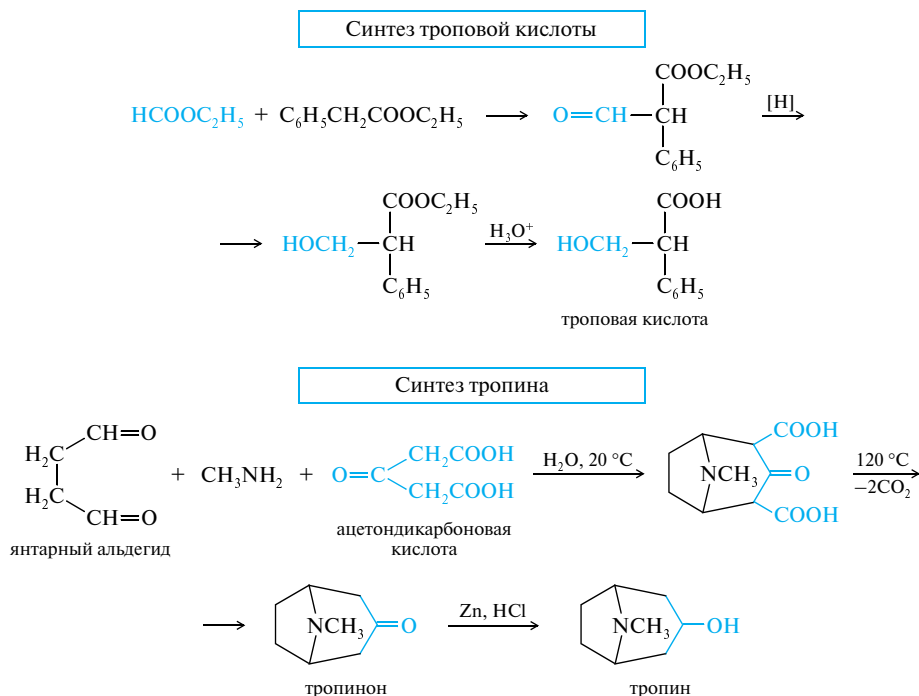 Синтез троповой кислоты
COOC₂H₅
HCOOC₂H₅ + C₆H₅CH₂COOC₂H₅ → O=CH—CH [H] →
C₆H₅
COOC₂H₅ COOH
→ HOCH₂—CH H₃O⁺ → HOCH₂—CH
C₆H₅ C₆H₅
троповая кислота
Синтез тропина
CH=O COOH
H₂C CH₂COOH H₂O, 20 °C 120 °C
+ CH₃NH₂ + O=C → NCH₃ =O → −2CO₂
H₂C CH₂COOH
CH=O COOH
янтарный альдегид ацетондикарбоновая
кислота
→ NCH₃ =O Zn, HCl → NCH₃ —OH
тропинон тропин